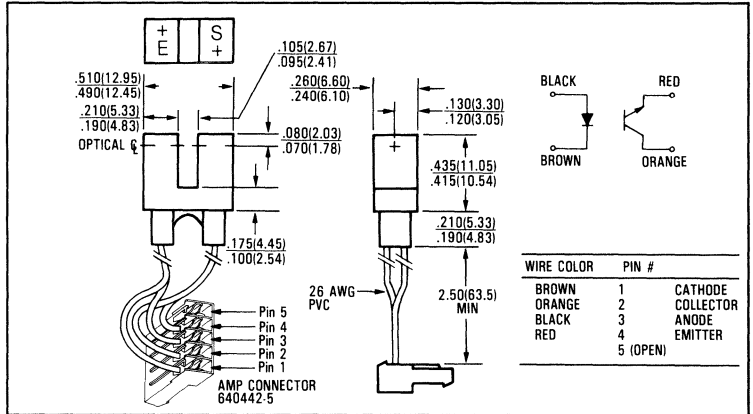 + S
E +
.105(2.67)
.095(2.41)
.510(12.95)
.490(12.45)
.210(5.33)
.190(4.83)
OPTICAL ℄
.080(2.03)
.070(1.78)
.175(4.45)
.100(2.54)
Pin 5
Pin 4
Pin 3
Pin 2
Pin 1
AMP CONNECTOR
640442-5
.260(6.60)
.240(6.10)
.130(3.30)
.120(3.05)
.435(11.05)
.415(10.54)
.210(5.33)
.190(4.83)
26 AWG
PVC
2.50(63.5)
MIN
BLACK RED
BROWN ORANGE
WIRE COLOR PIN #
BROWN 1 CATHODE
ORANGE 2 COLLECTOR
BLACK 3 ANODE
RED 4 EMITTER
5 (OPEN)